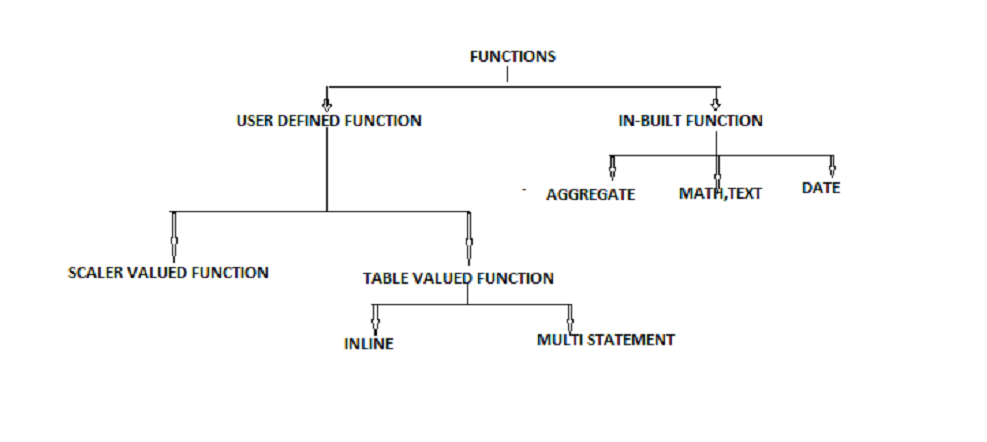 FUNCTIONS
USER DEFINED FUNCTION
IN-BUILT FUNCTION
AGGREGATE
MATH,TEXT
DATE
SCALER VALUED FUNCTION
TABLE VALUED FUNCTION
INLINE
MULTI STATEMENT